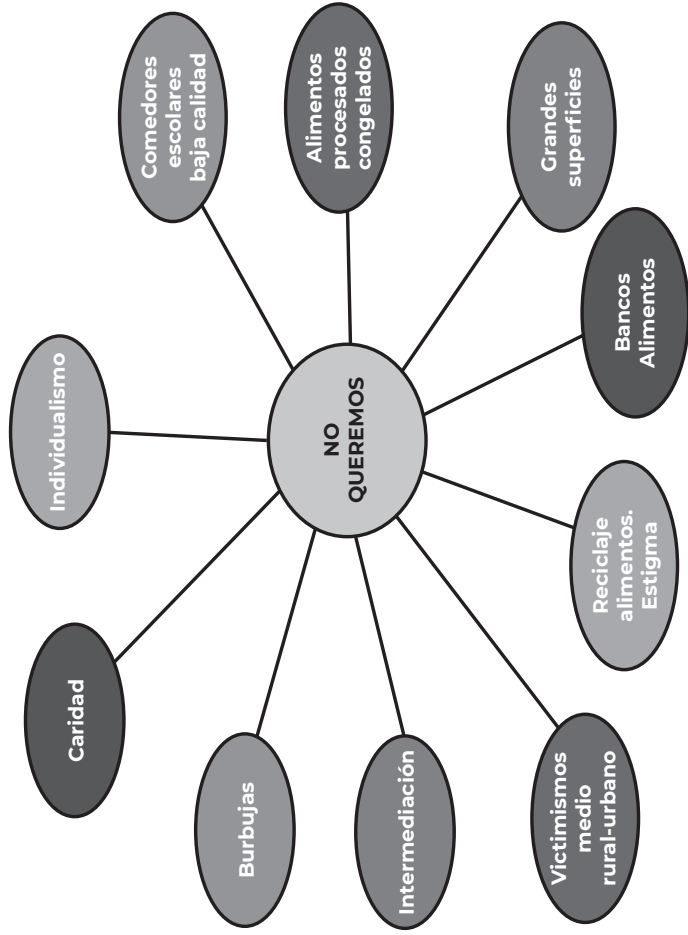 NO
QUEREMOS
Individualismo
Comedores
escolares
baja calidad
Alimentos
procesados
congelados
Grandes
superficies
Bancos
Alimentos
Reciclaje
alimentos.
Estigma
Victimismos
medio
rural-urbano
Intermediación
Burbujas
Caridad